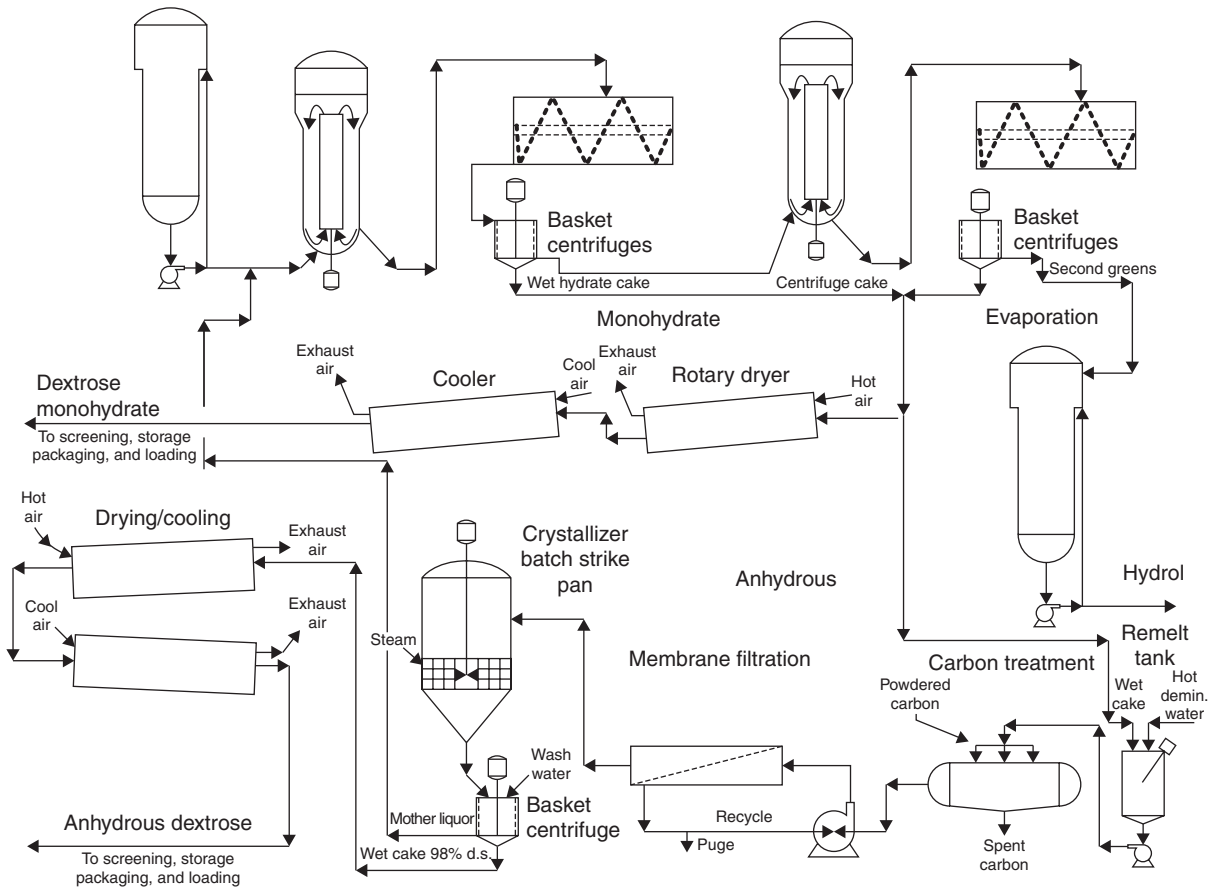 Basket
centrifuges
Basket
centrifuges
Second greens
Wet hydrate cake
Centrifuge cake
Monohydrate
Evaporation
Exhaust
air
Cooler
Cool
air
Exhaust
air
Rotary dryer
Hot
air
Dextrose
monohydrate
To screening, storage
packaging, and loading
Hot
air
Drying/cooling
Exhaust
air
Crystallizer
batch strike
pan
Anhydrous
Hydrol
Cool
air
Exhaust
air
Steam
Membrane filtration
Carbon treatment
Remelt
tank
Powdered
carbon
Wet
cake
Hot
demin.
water
Wash
water
Basket
centrifuge
Mother liquor
Recycle
Puge
Spent
carbon
Anhydrous dextrose
To screening, storage
packaging, and loading
Wet cake 98% d.s.